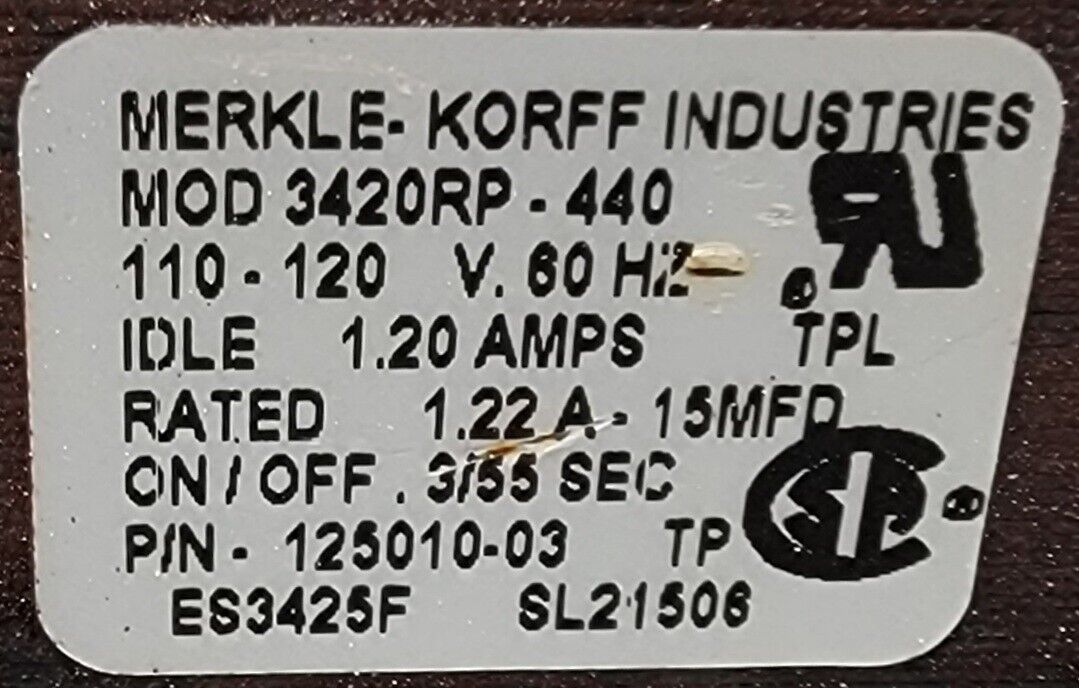 MERKLE- KORFF INDUSTRIES
MOD 3420RP - 440
110 - 120 V. 60 HZ
IDLE 1.20 AMPS TPL
RATED 1.22 A - 15MFD
ON / OFF . 3/55 SEC
P/N - 125010-03 TP
ES3425F SL21506